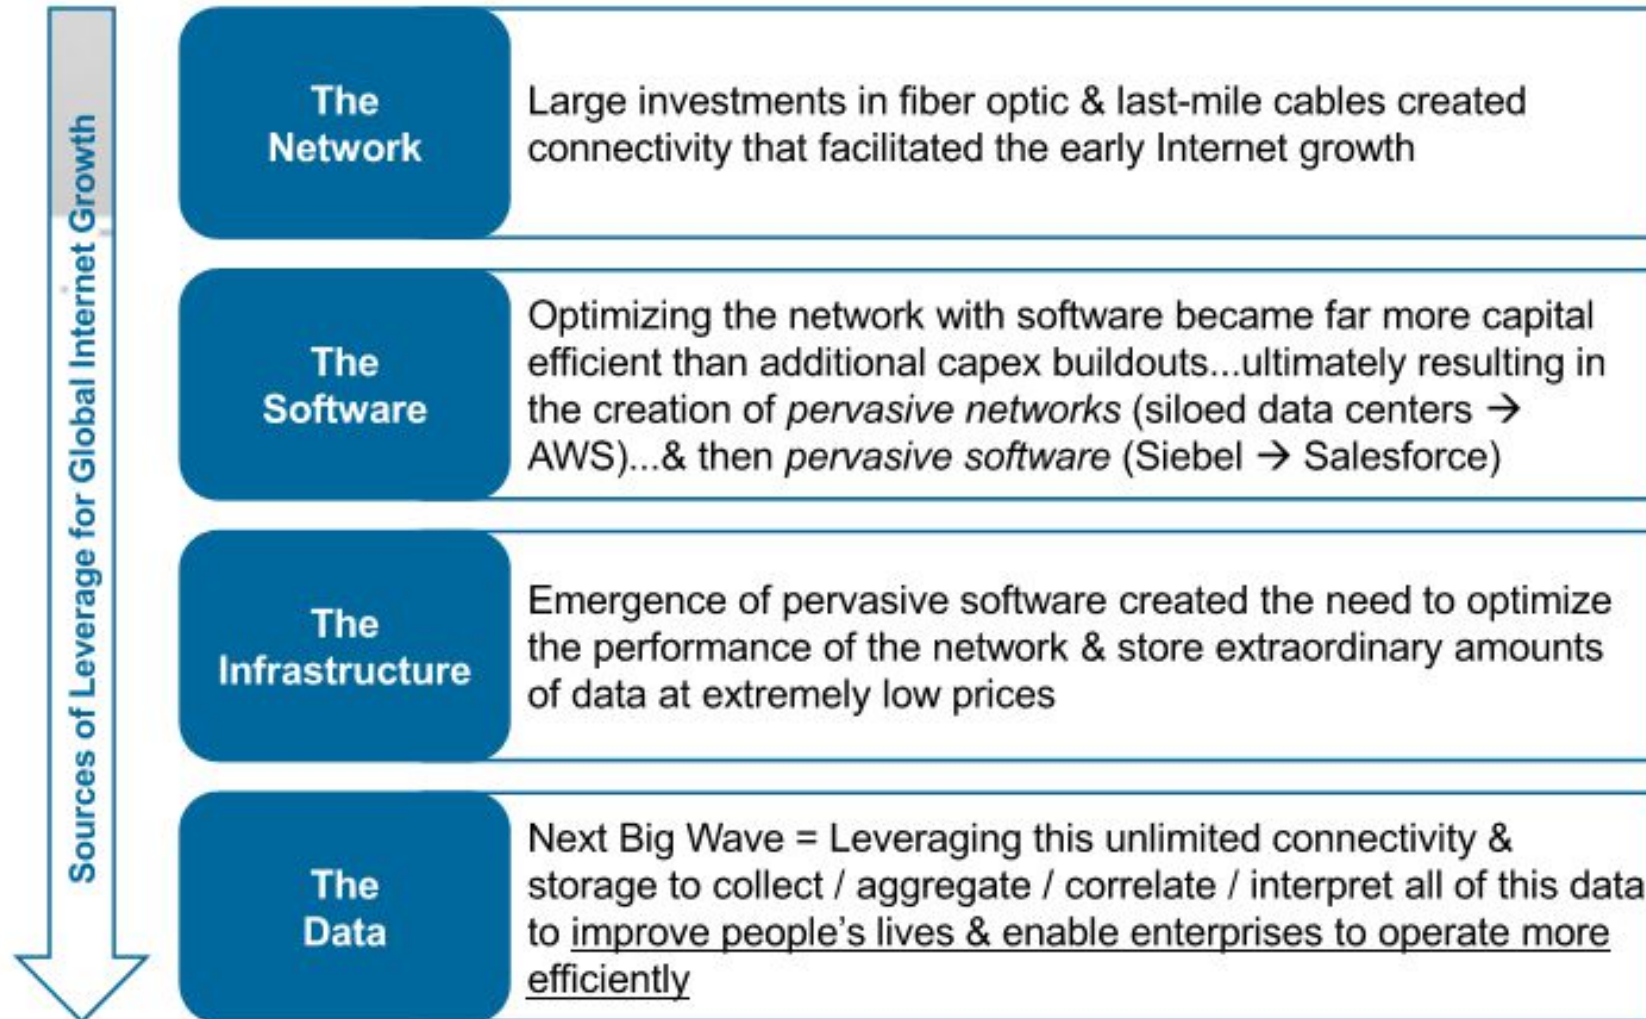 Sources of Leverage for Global Internet Growth
The
Network
Large investments in fiber optic & last-mile cables created
connectivity that facilitated the early Internet growth
The
Software
Optimizing the network with software became far more capital
efficient than additional capex buildouts...ultimately resulting in
the creation of pervasive networks (siloed data centers →
AWS)...& then pervasive software (Siebel → Salesforce)
The
Infrastructure
Emergence of pervasive software created the need to optimize
the performance of the network & store extraordinary amounts
of data at extremely low prices
The
Data
Next Big Wave = Leveraging this unlimited connectivity &
storage to collect / aggregate / correlate / interpret all of this data
to improve people's lives & enable enterprises to operate more
efficiently